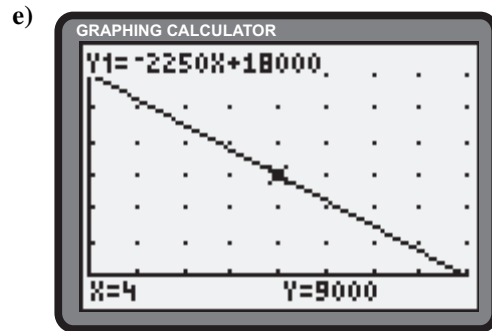 e)
GRAPHING CALCULATOR
Y1=-2250X+18000
X=4 Y=9000